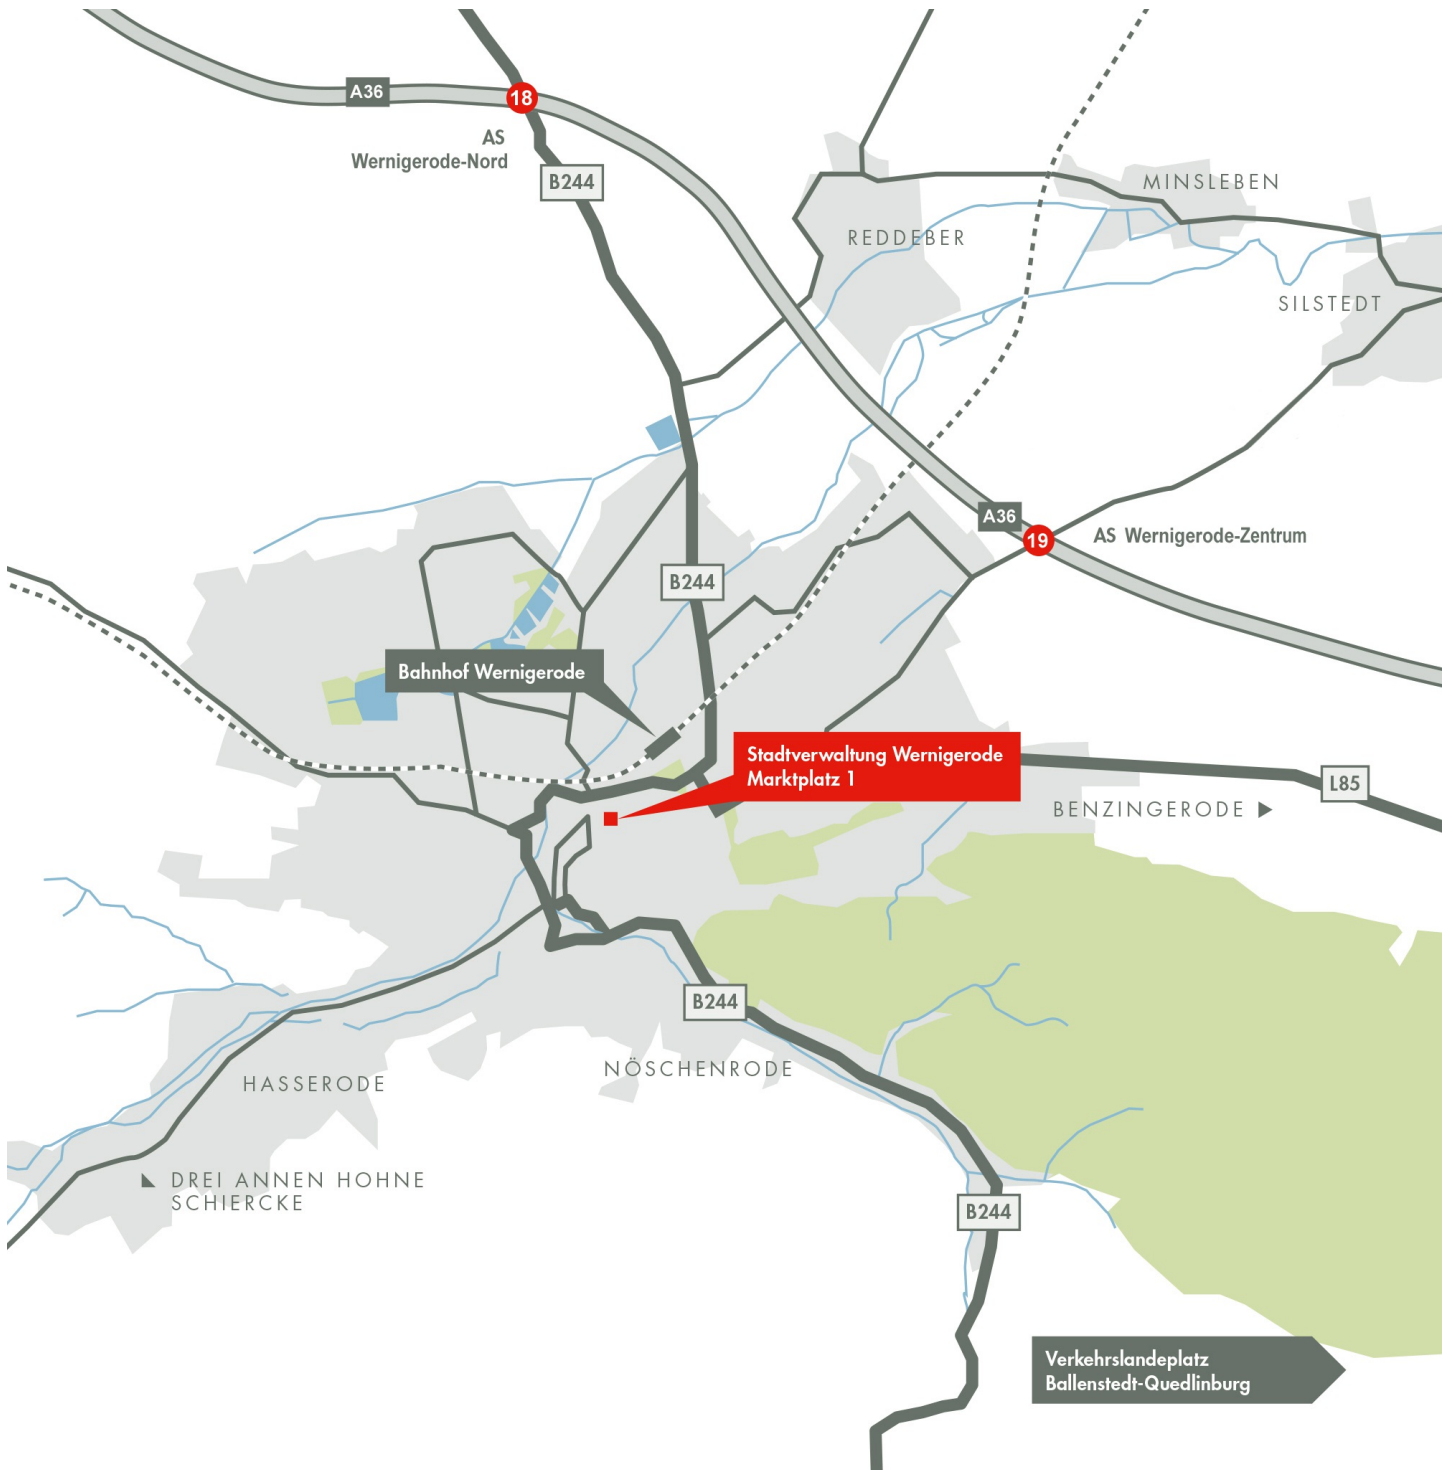 A36
18
AS
Wernigerode-Nord
B244
MINSLEBEN
REDDEBER
SILSTEDT
A36
19
AS Wernigerode-Zentrum
B244
Bahnhof Wernigerode
Stadtverwaltung Wernigerode
Marktplatz 1
L85
BENZINGERODE
B244
NÖSCHENRODE
HASSERODE
DREI ANNEN HOHNE
SCHIERCKE
B244
Verkehrslandeplatz
Ballenstedt-Quedlinburg